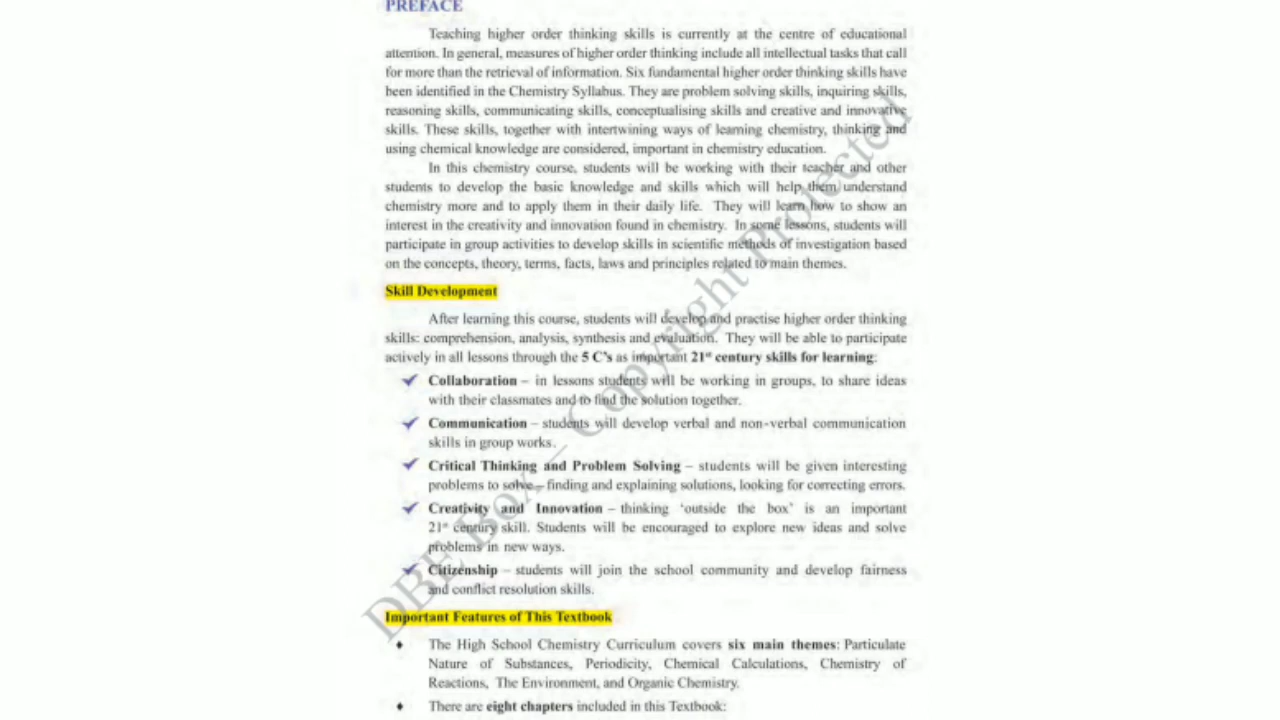 PREFACE
Teaching higher order thinking skills is currently at the centre of educational
attention. In general, measures of higher order thinking include all intellectual tasks that call
for more than the retrieval of information. Six fundamental higher order thinking skills have
been identified in the Chemistry Syllabus. They are problem solving skills, inquiring skills,
reasoning skills, communicating skills, conceptualising skills and creative and innovative
skills. These skills, together with intertwining ways of learning chemistry, thinking and
using chemical knowledge are considered, important in chemistry education.
In this chemistry course, students will be working with their teacher and other
students to develop the basic knowledge and skills which will help them understand
chemistry more and to apply them in their daily life. They will learn how to show an
interest in the creativity and innovation found in chemistry. In some lessons, students will
participate in group activities to develop skills in scientific methods of investigation based
on the concepts, theory, terms, facts, laws and principles related to main themes.
Skill Development
After learning this course, students will develop and practise higher order thinking
skills: comprehension, analysis, synthesis and evaluation. They will be able to participate
actively in all lessons through the 5 C's as important 21st century skills for learning:
✓ Collaboration – in lessons students will be working in groups, to share ideas
with their classmates and to find the solution together.
✓ Communication – students will develop verbal and non-verbal communication
skills in group works.
✓ Critical Thinking and Problem Solving – students will be given interesting
problems to solve – finding and explaining solutions, looking for correcting errors.
✓ Creativity and Innovation – thinking 'outside the box' is an important
21st century skill. Students will be encouraged to explore new ideas and solve
problems in new ways.
✓ Citizenship – students will join the school community and develop fairness
and conflict resolution skills.
Important Features of This Textbook
♦ The High School Chemistry Curriculum covers six main themes: Particulate
Nature of Substances, Periodicity, Chemical Calculations, Chemistry of
Reactions, The Environment, and Organic Chemistry.
♦ There are eight chapters included in this Textbook:
DBE Box – Copyright Protected